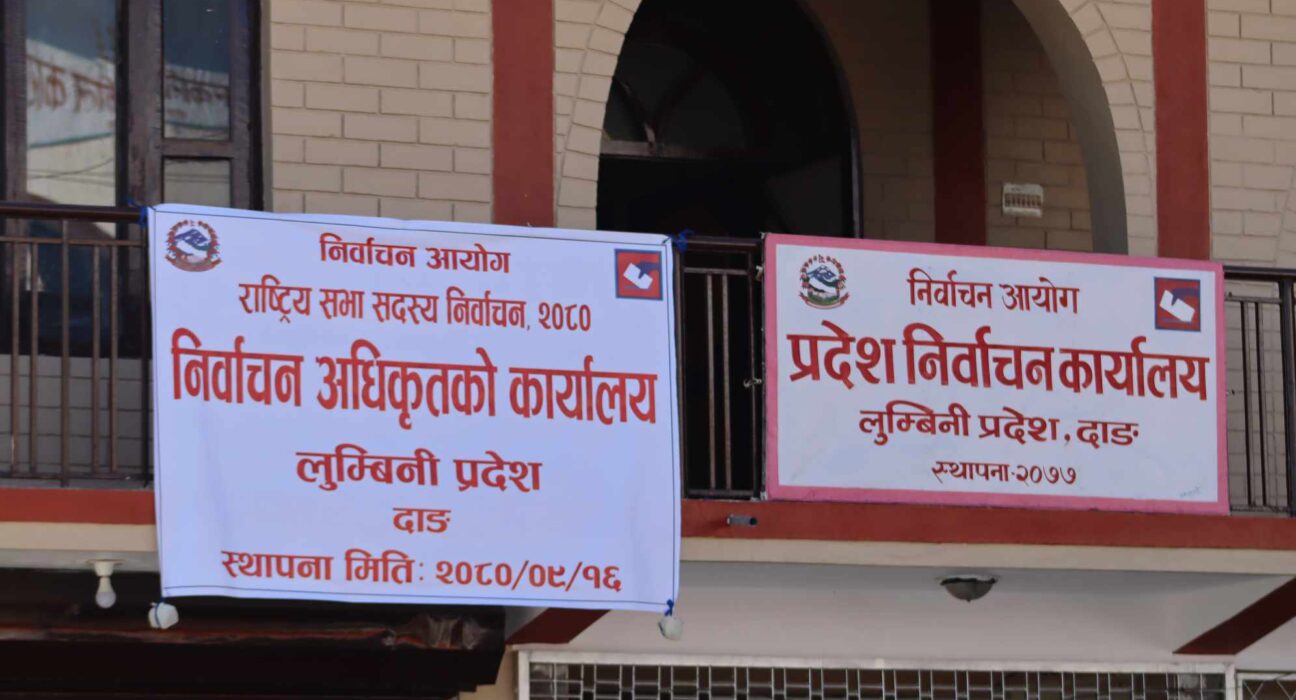 निर्वाचन आयोग
राष्ट्रिय सभा सदस्य निर्वाचन, २०८०
निर्वाचन अधिकृतको कार्यालय
लुम्बिनी प्रदेश
दाङ
स्थापना मितिः २०८०/०९/१६
निर्वाचन आयोग
प्रदेश निर्वाचन कार्यालय
लुम्बिनी प्रदेश, दाङ
स्थापना-२०७७